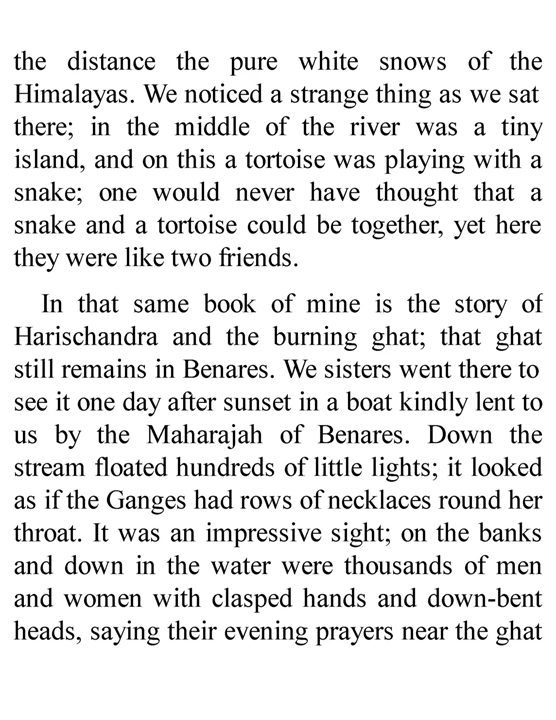 the distance the pure white snows of the
Himalayas. We noticed a strange thing as we sat
there; in the middle of the river was a tiny
island, and on this a tortoise was playing with a
snake; one would never have thought that a
snake and a tortoise could be together, yet here
they were like two friends.
In that same book of mine is the story of
Harischandra and the burning ghat; that ghat
still remains in Benares. We sisters went there to
see it one day after sunset in a boat kindly lent to
us by the Maharajah of Benares. Down the
stream floated hundreds of little lights; it looked
as if the Ganges had rows of necklaces round her
throat. It was an impressive sight; on the banks
and down in the water were thousands of men
and women with clasped hands and down-bent
heads, saying their evening prayers near the ghat